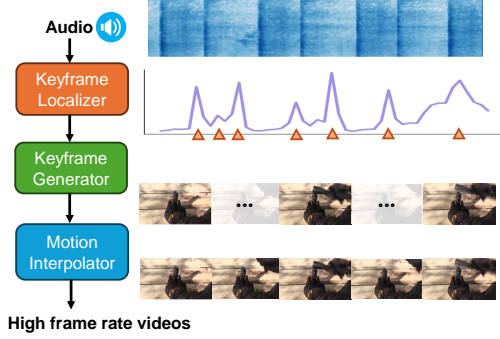 Audio
Keyframe
Localizer
Keyframe
Generator
... ...
Motion
Interpolator
High frame rate videos